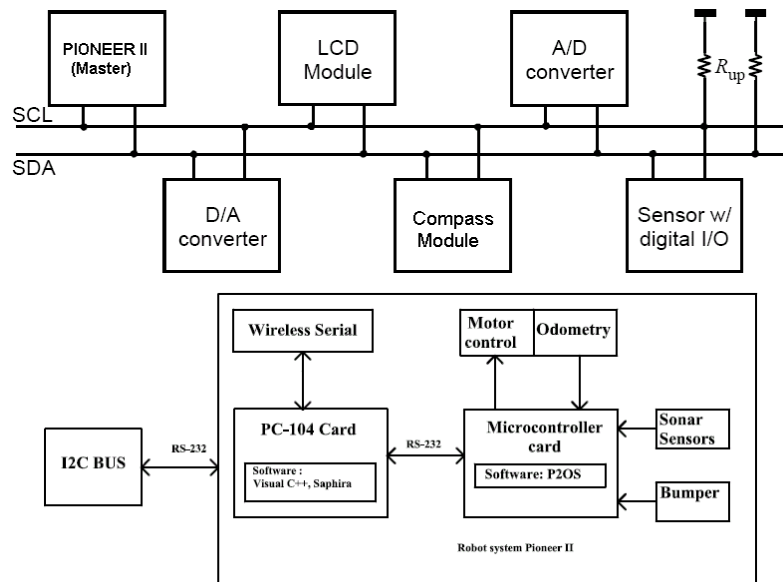 PIONEER II
(Master)
LCD
Module
A/D
converter
R_up
SCL
SDA
D/A
converter
Compass
Module
Sensor w/
digital I/O
Wireless Serial
Motor
control
Odometry
I2C BUS
RS-232
PC-104 Card
Software :
Visual C++, Saphira
RS-232
Microcontroller
card
Software: P2OS
Sonar
Sensors
Bumper
Robot system Pioneer II